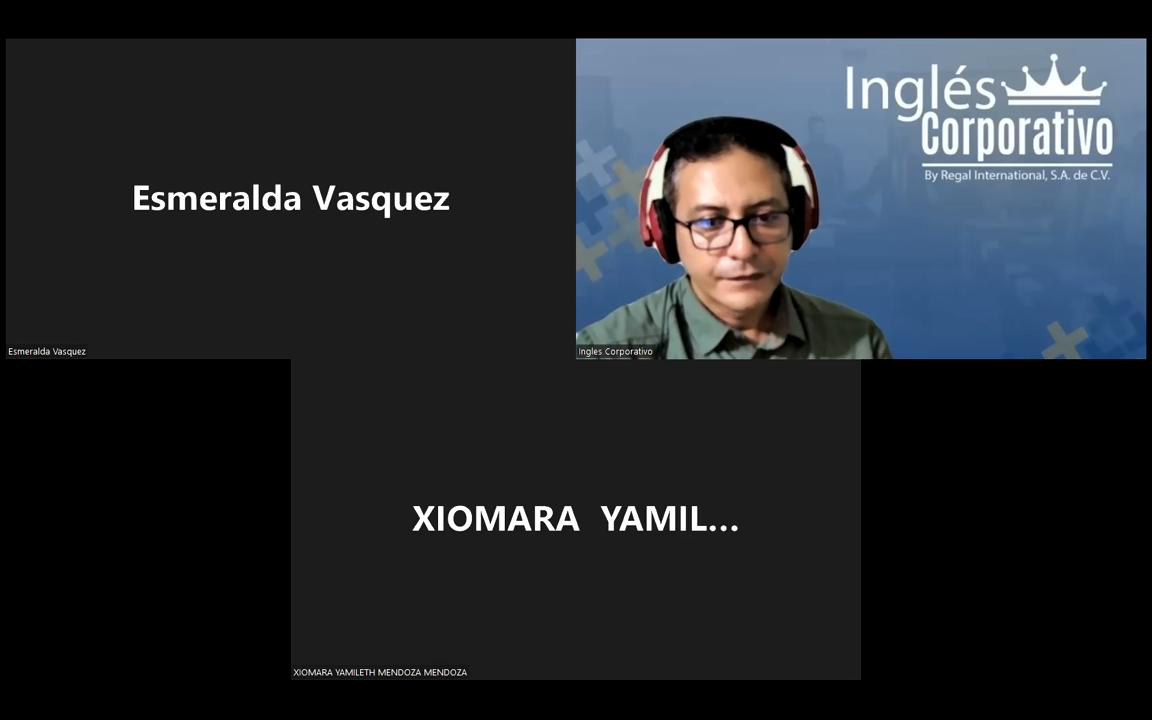 Esmeralda Vasquez
Esmeralda Vasquez
Inglés
Corporativo
By Regal International, S.A. de C.V.
Ingles Corporativo
XIOMARA YAMIL...
XIOMARA YAMILETH MENDOZA MENDOZA